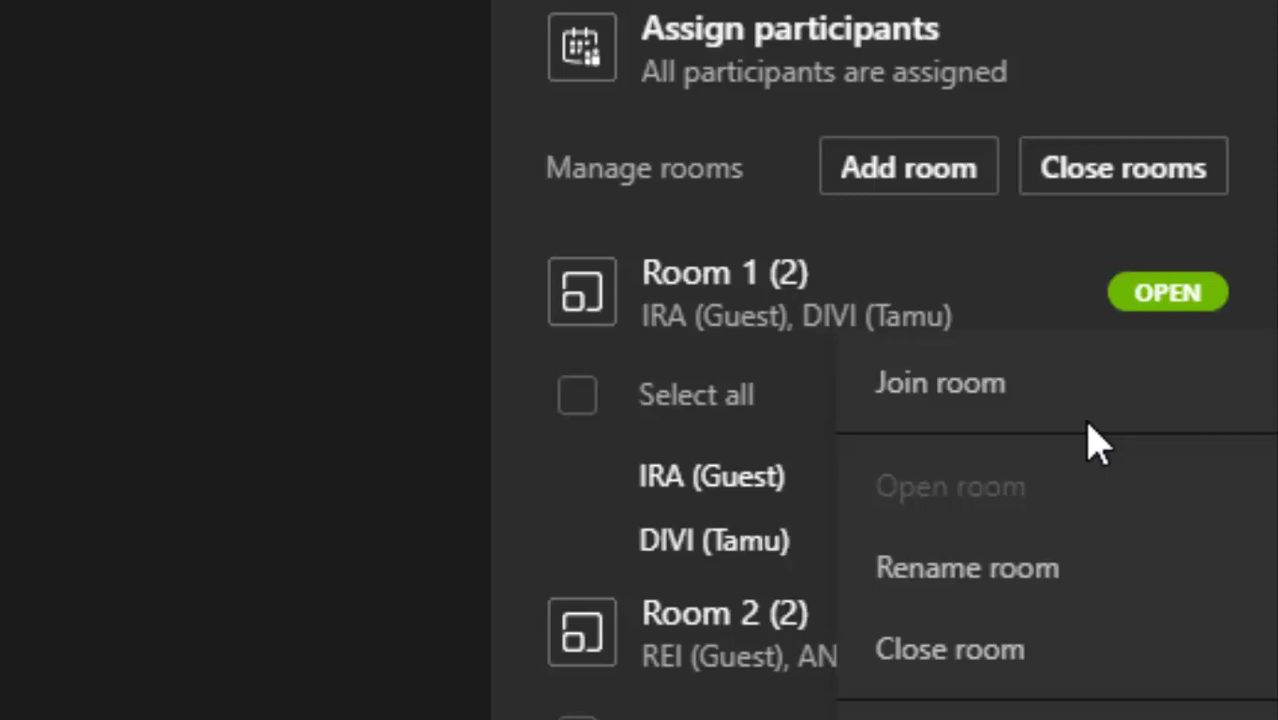 Assign participants
All participants are assigned
Manage rooms
Add room
Close rooms
Room 1 (2)
IRA (Guest), DIVI (Tamu)
OPEN
Join room
Select all
IRA (Guest)
Open room
DIVI (Tamu)
Rename room
Room 2 (2)
REI (Guest), AN
Close room